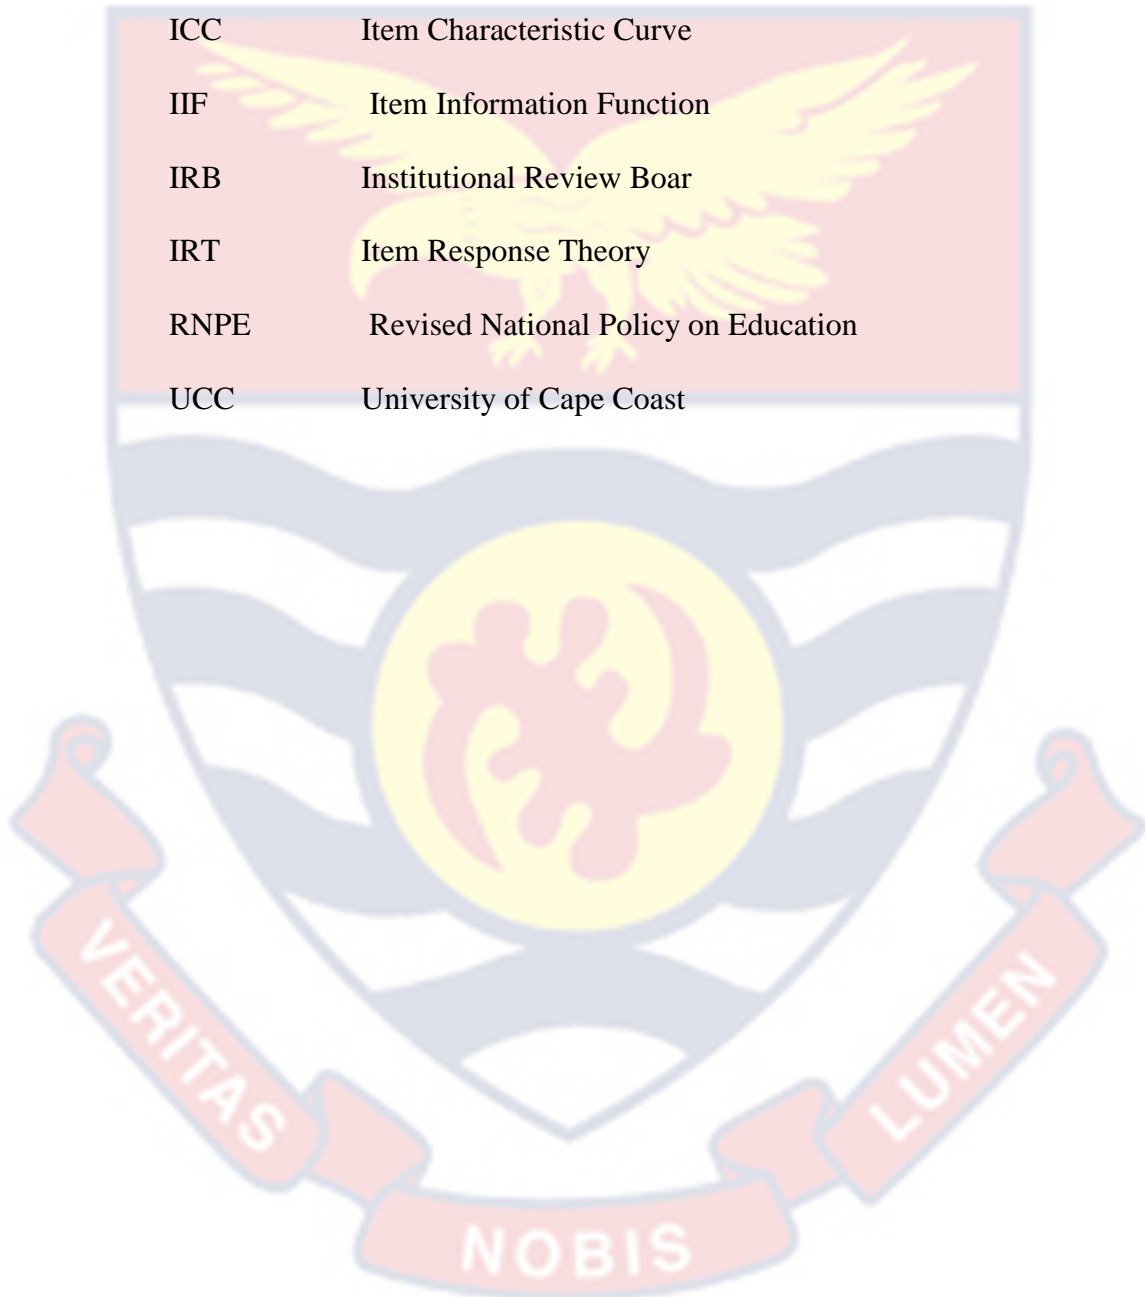 ICC Item Characteristic Curve
IIF Item Information Function
IRB Institutional Review Boar
IRT Item Response Theory
RNPE Revised National Policy on Education
UCC University of Cape Coast
VERITAS
NOBIS
LUMEN